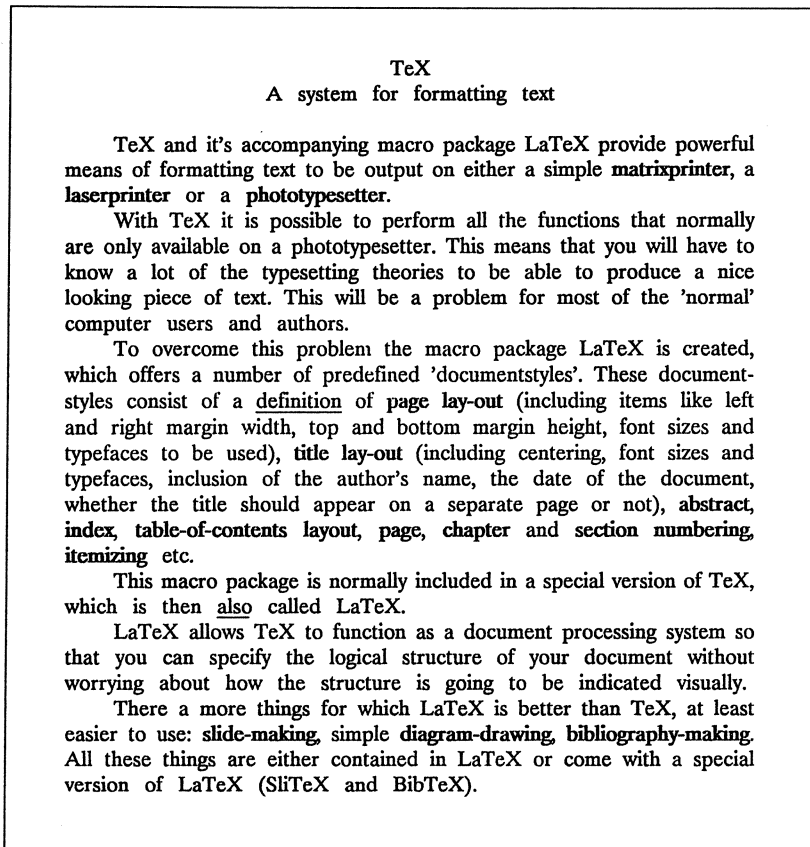 TeX
A system for formatting text
TeX and it's accompanying macro package LaTeX provide powerful
means of formatting text to be output on either a simple matrixprinter, a
laserprinter or a phototypesetter.
With TeX it is possible to perform all the functions that normally
are only available on a phototypesetter. This means that you will have to
know a lot of the typesetting theories to be able to produce a nice
looking piece of text. This will be a problem for most of the 'normal'
computer users and authors.
To overcome this problem the macro package LaTeX is created,
which offers a number of predefined 'documentstyles'. These document-
styles consist of a definition of page lay-out (including items like left
and right margin width, top and bottom margin height, font sizes and
typefaces to be used), title lay-out (including centering, font sizes and
typefaces, inclusion of the author's name, the date of the document,
whether the title should appear on a separate page or not), abstract,
index, table-of-contents layout, page, chapter and section numbering,
itemizing etc.
This macro package is normally included in a special version of TeX,
which is then also called LaTeX.
LaTeX allows TeX to function as a document processing system so
that you can specify the logical structure of your document without
worrying about how the structure is going to be indicated visually.
There a more things for which LaTeX is better than TeX, at least
easier to use: slide-making, simple diagram-drawing, bibliography-making.
All these things are either contained in LaTeX or come with a special
version of LaTeX (SliTeX and BibTeX).